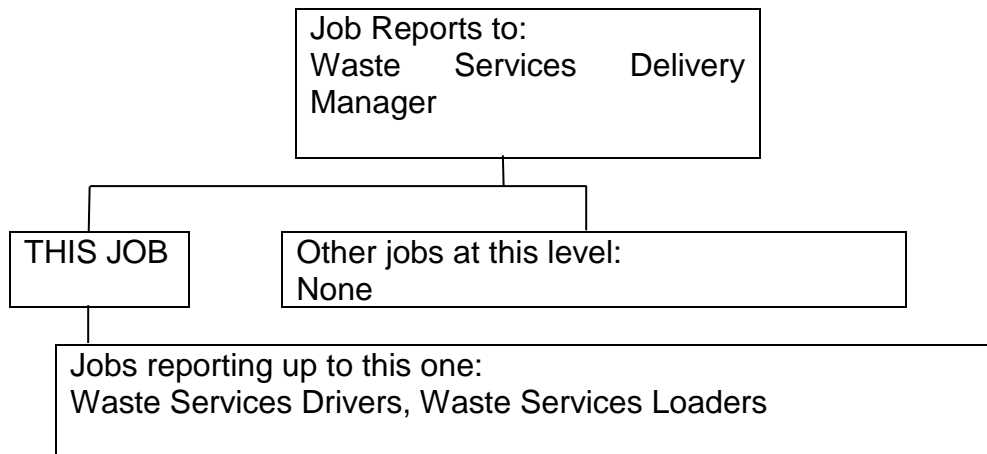 Job Reports to:
Waste Services Delivery
Manager
THIS JOB
Other jobs at this level:
None
Jobs reporting up to this one:
Waste Services Drivers, Waste Services Loaders